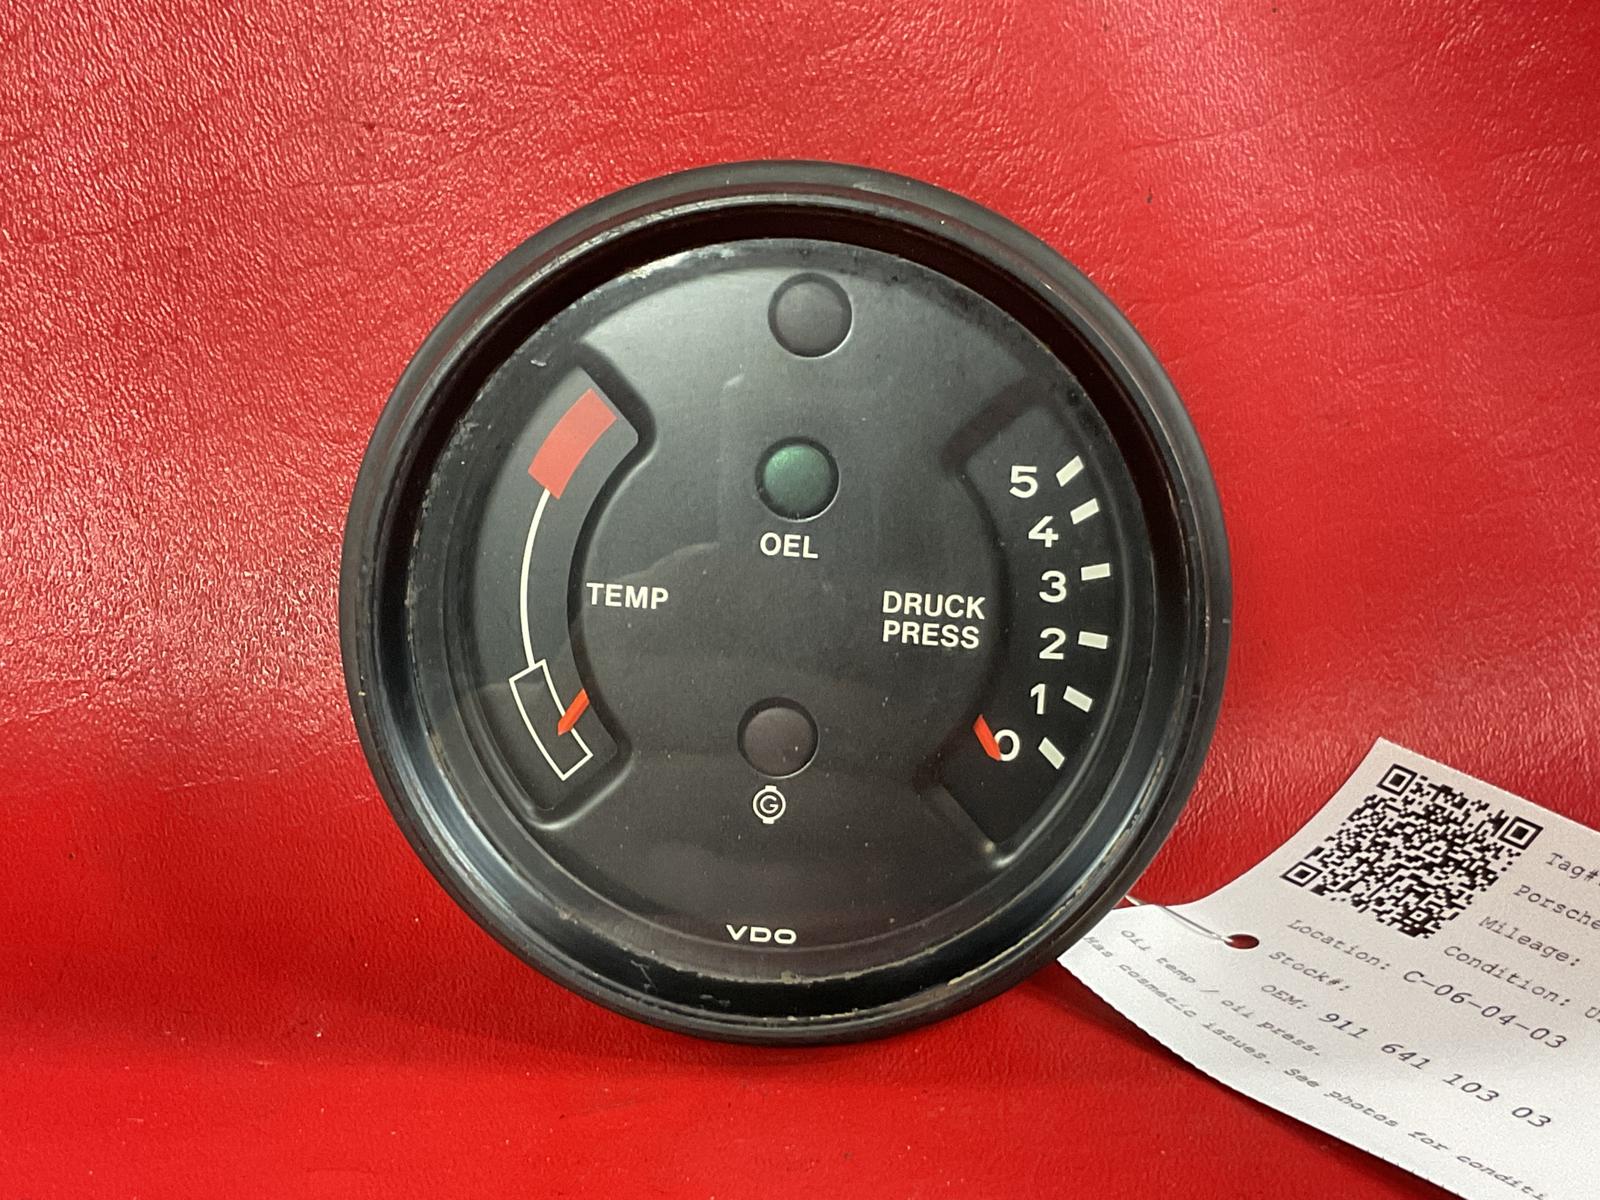 OEL
TEMP
DRUCK
PRESS
5
4
3
2
1
0
G
VDO
Tag#
Porsche
Mileage:
Condition:
Location: C-06-04-03
Stock#:
OEM: 911 641 103 03
Oil temp / oil press.
Has cosmetic issues. See photos for conditi